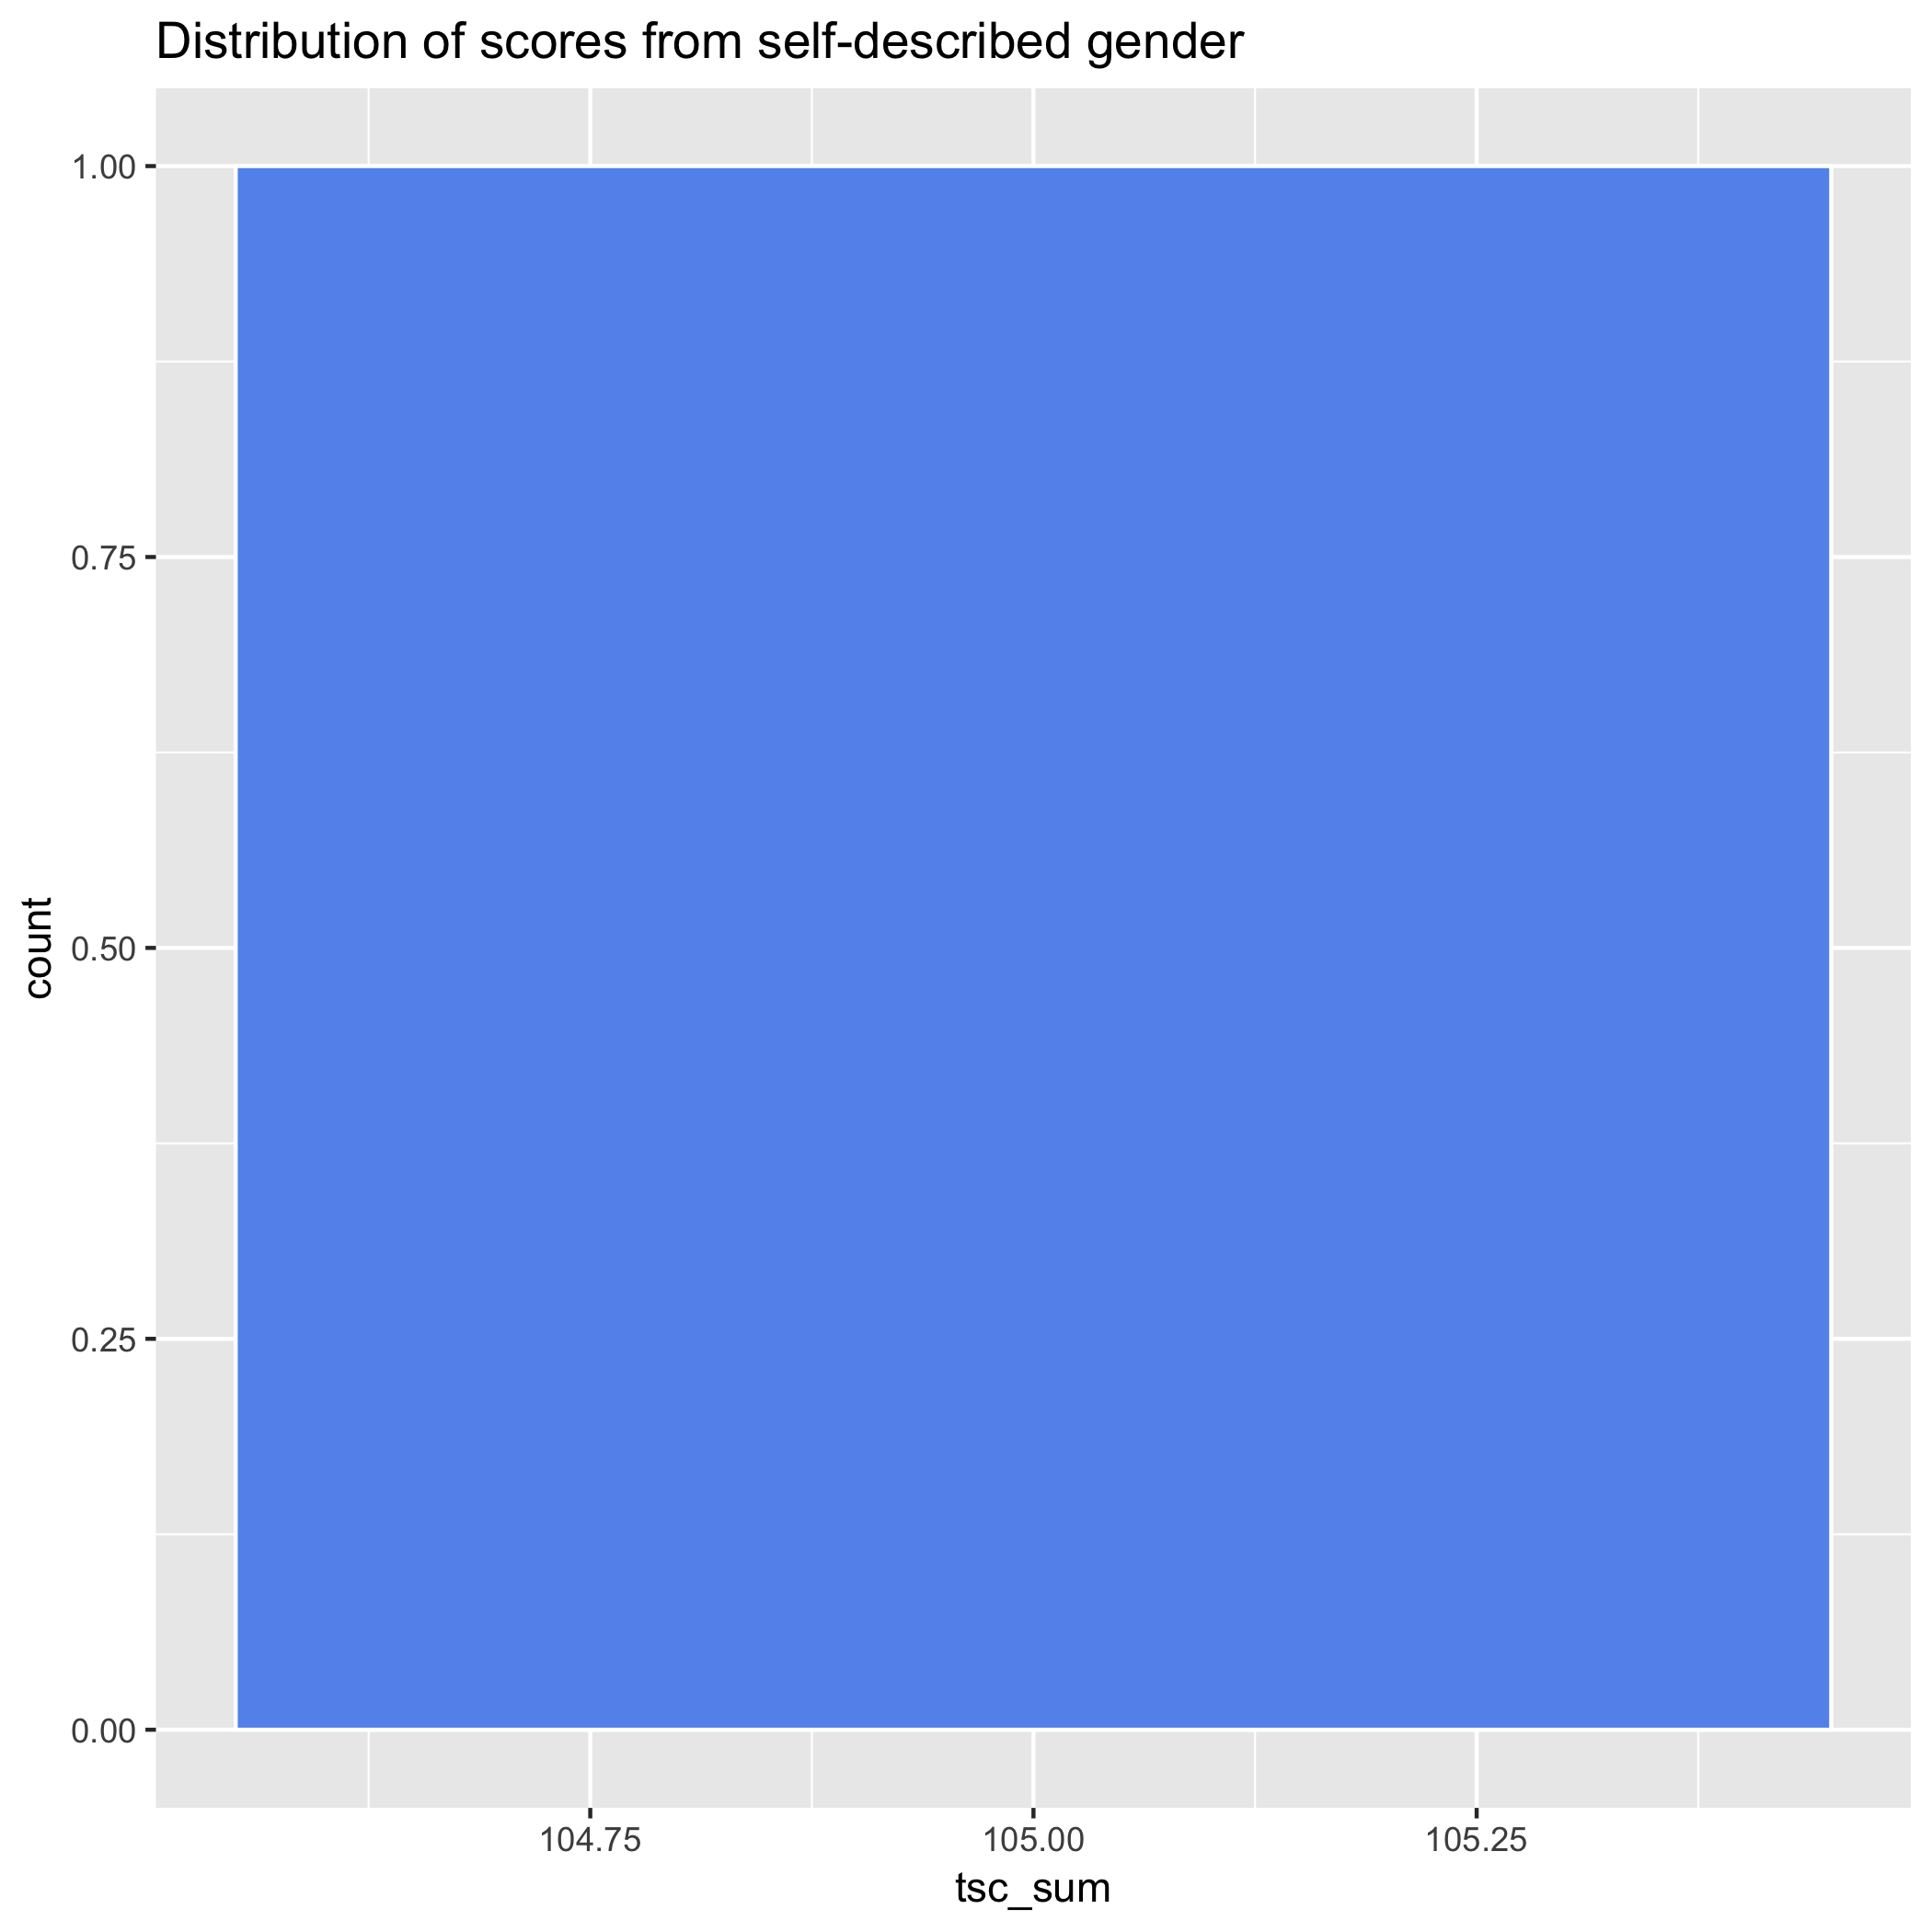 Distribution of scores from self-described gender
1.00
0.75
0.50
0.25
0.00
count
104.75 105.00 105.25
tsc_sum